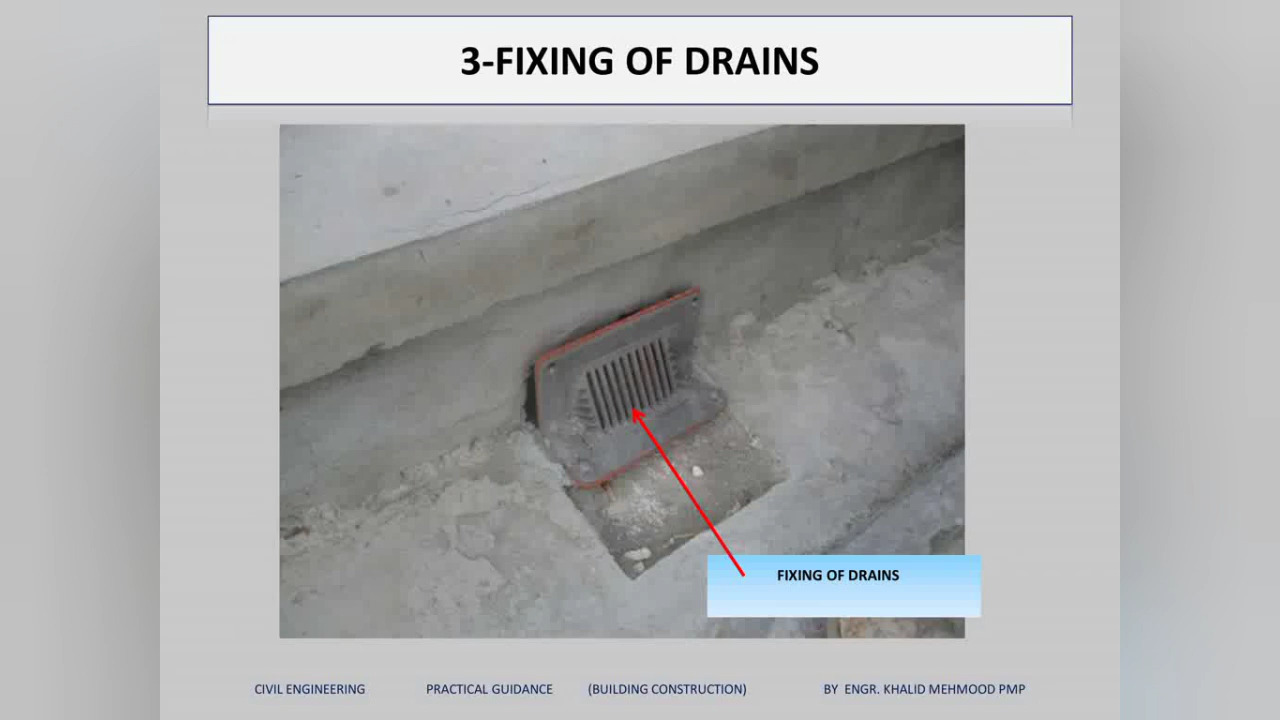 3-FIXING OF DRAINS
FIXING OF DRAINS
CIVIL ENGINEERING PRACTICAL GUIDANCE (BUILDING CONSTRUCTION) BY ENGR. KHALID MEHMOOD PMP